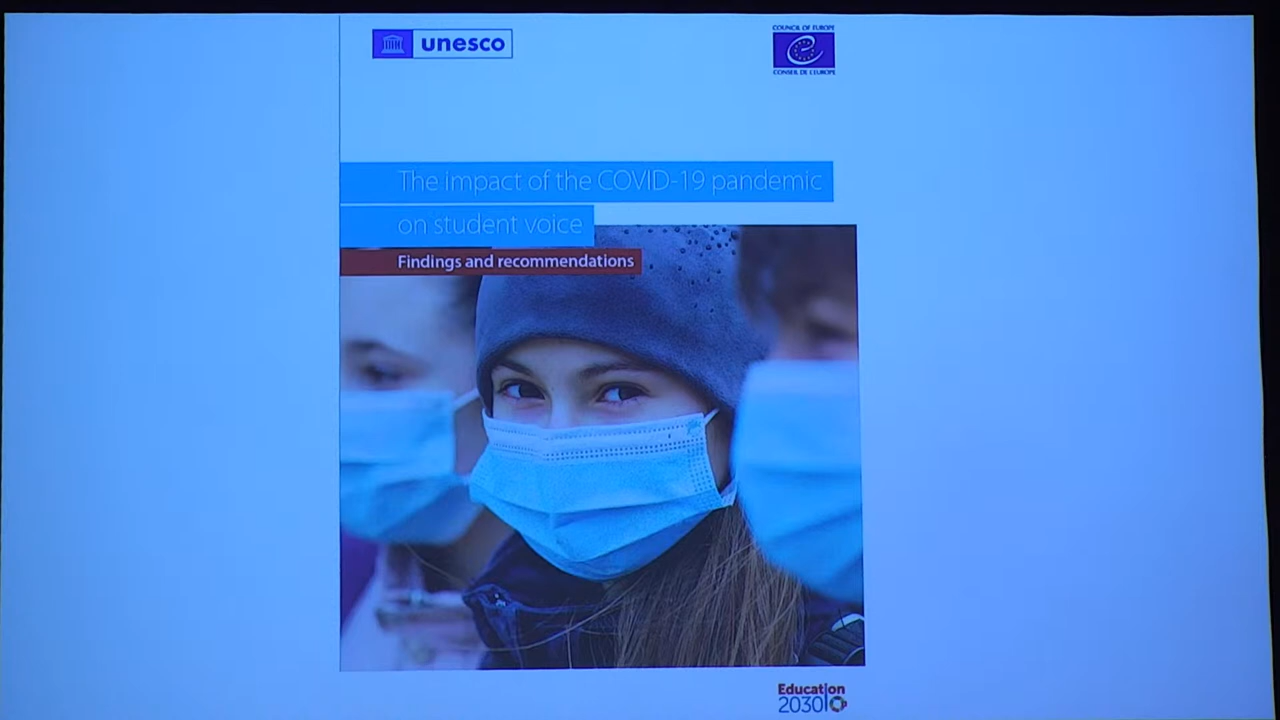 unesco
COUNCIL OF EUROPE
CONSEIL DE L'EUROPE
The impact of the COVID-19 pandemic
on student voice
Findings and recommendations
Education
2030